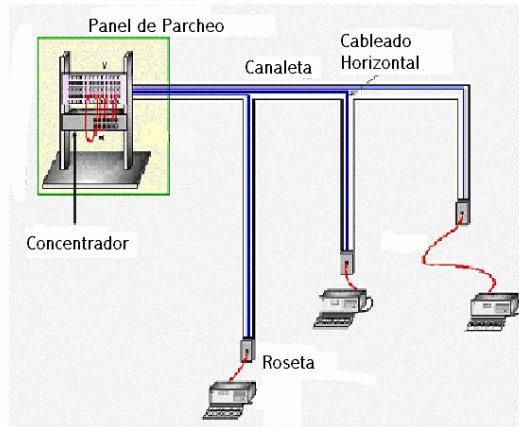 Panel de Parcheo
Cableado
Horizontal
Canaleta
V
Concentrador
Roseta